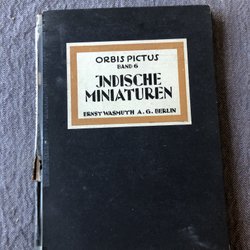 ORBIS PICTUS
BAND 6
INDISCHE
MINIATUREN
ERNST WASMUTH A. G. BERLIN